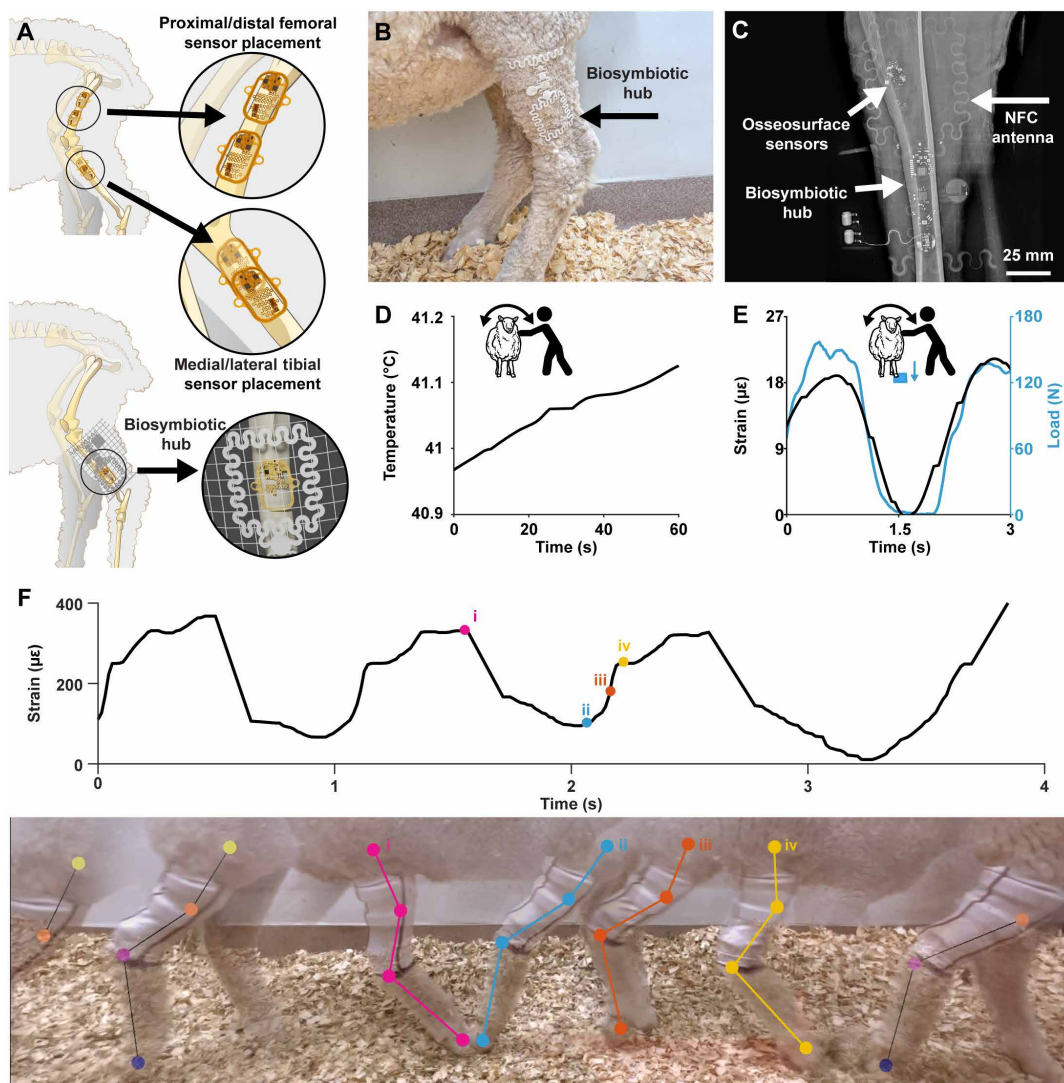 A
Proximal/distal femoral
sensor placement
Medial/lateral tibial
sensor placement
Biosymbiotic
hub
B
Biosymbiotic
hub
C
Osseosurface
sensors
NFC
antenna
Biosymbiotic
hub
25 mm
D
41.2
41.1
41
40.9
Temperature (°C)
0
20
40
60
Time (s)
E
27
18
9
0
Strain (με)
180
120
60
0
Load (N)
0
1.5
3
Time (s)
F
400
200
0
Strain (με)
i
ii
iii
iv
0
1
2
3
4
Time (s)
i
ii
iii
iv